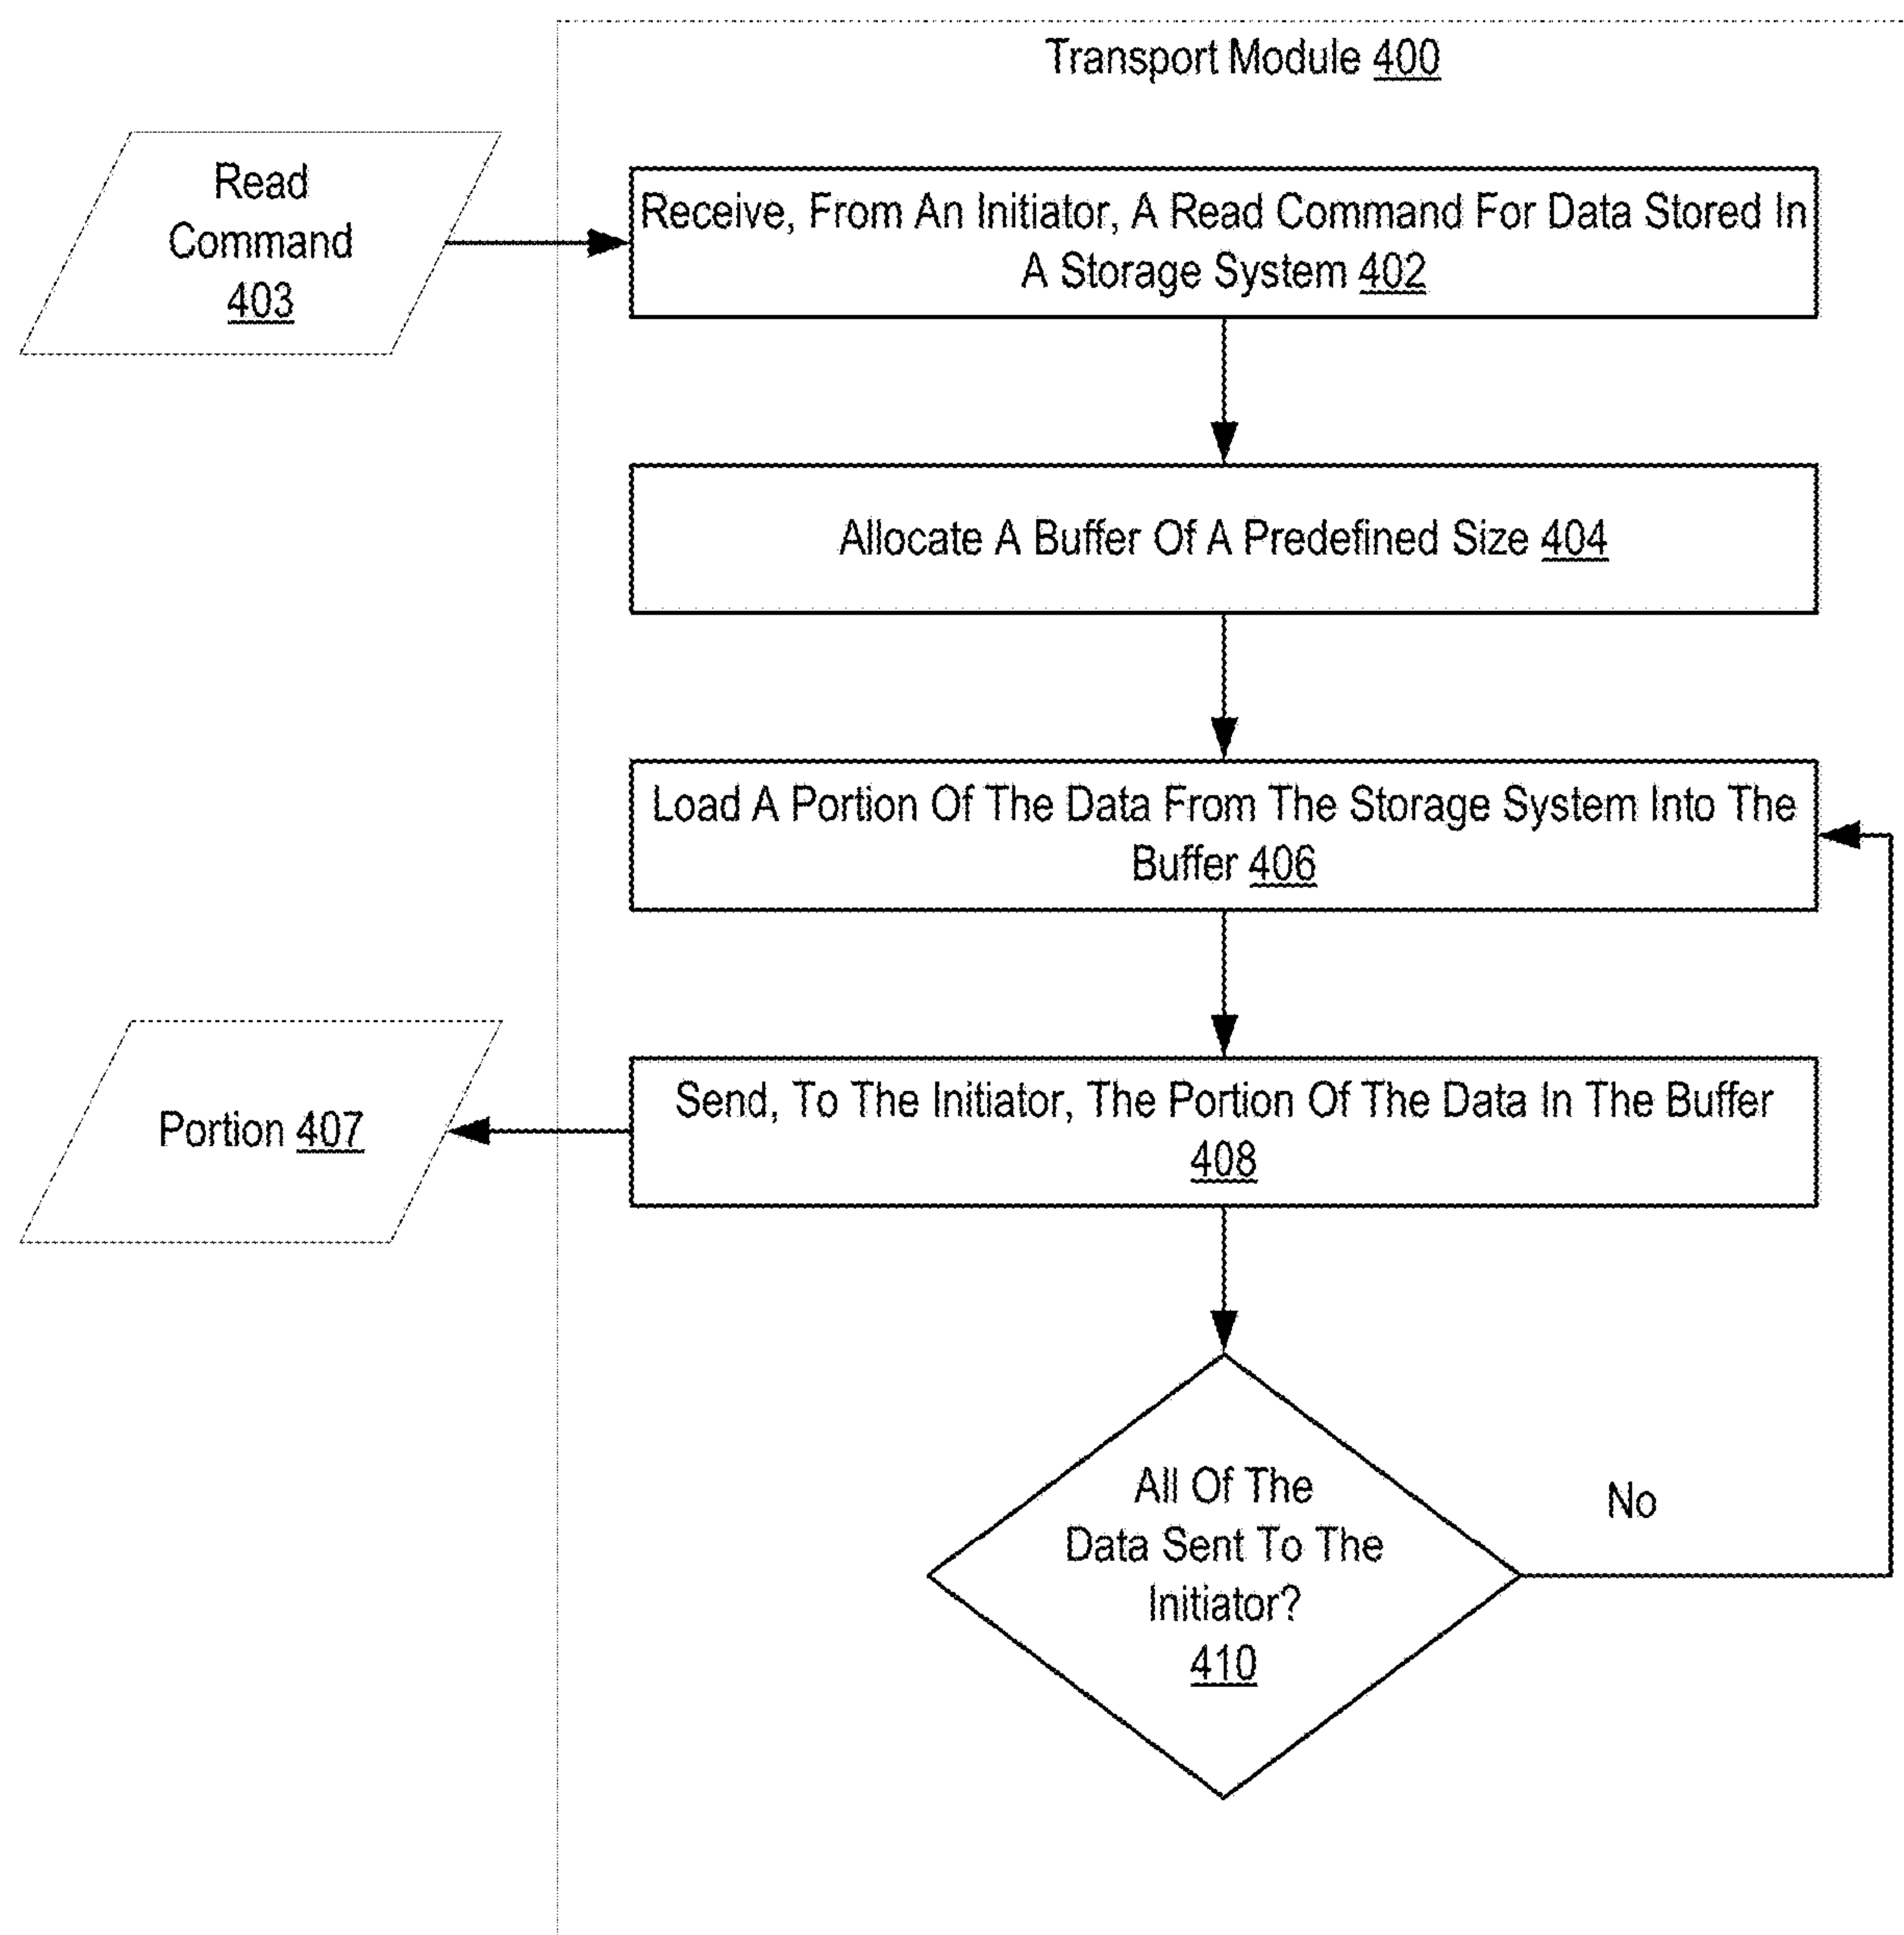 Transport Module 400
Read
Command
403
Receive, From An Initiator, A Read Command For Data Stored In
A Storage System 402
Allocate A Buffer Of A Predefined Size 404
Load A Portion Of The Data From The Storage System Into The
Buffer 406
Send, To The Initiator, The Portion Of The Data In The Buffer
408
Portion 407
All Of The
Data Sent To The
Initiator?
410
No